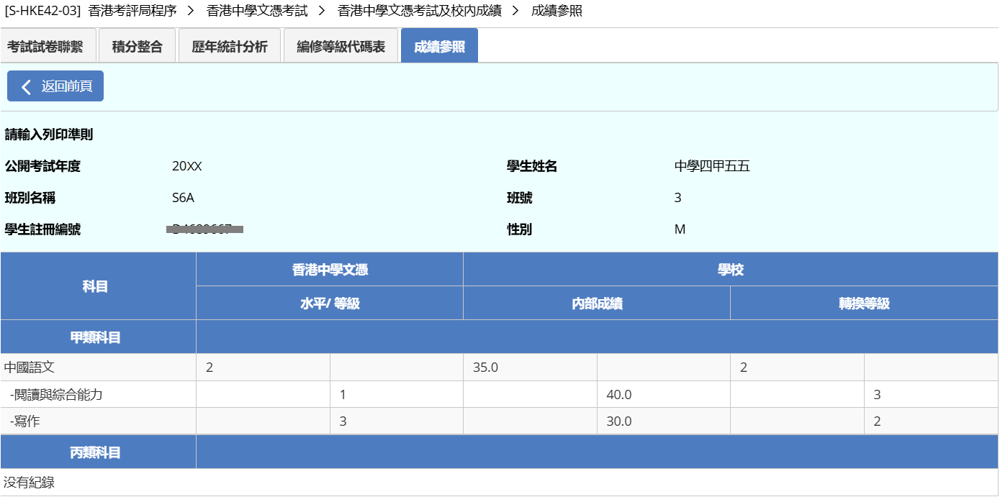 [S-HKE42-03] 香港考評局程序 > 香港中學文憑考試 > 香港中學文憑考試及校內成績 > 成績參照
考試試卷聯繫 積分整合 歷年統計分析 編修等級代碼表 成績參照
返回前頁
請輸入列印準則
公開考試年度 20XX 學生姓名 中學四甲五五
班別名稱 S6A 班號 3
學生註冊編號 性別 M
科目 香港中學文憑 學校
水平/ 等級 內部成績 轉換等級
甲類科目
中國語文 2 35.0 2
-閱讀與綜合能力 1 40.0 3
-寫作 3 30.0 2
丙類科目
没有紀錄